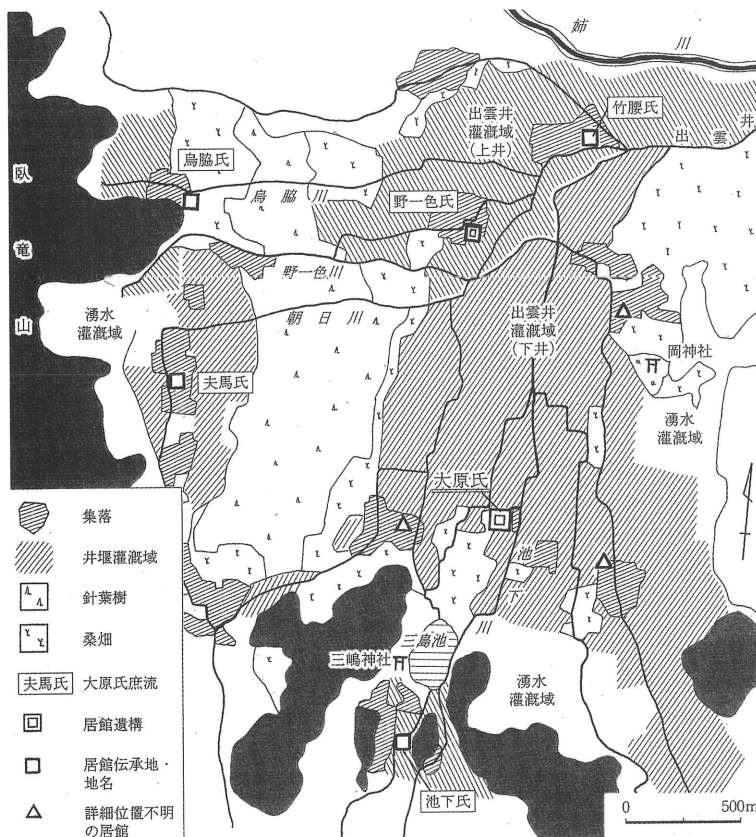 姉川
出雲井
灌漑域
(上井)
竹腰氏
出雲井
烏脇氏
烏脇川
野一色氏
臥竜山
野一色川
朝日川
湧水
灌漑域
出雲井
灌漑域
(下井)
岡神社
夫馬氏
湧水
灌漑域
大原氏
池下川
三島池
三嶋神社
湧水
灌漑域
池下氏
集落
井堰灌漑域
針葉樹
桑畑
夫馬氏 大原氏庶流
居館遺構
居館伝承地・
地名
詳細位置不明
の居館
0 500m